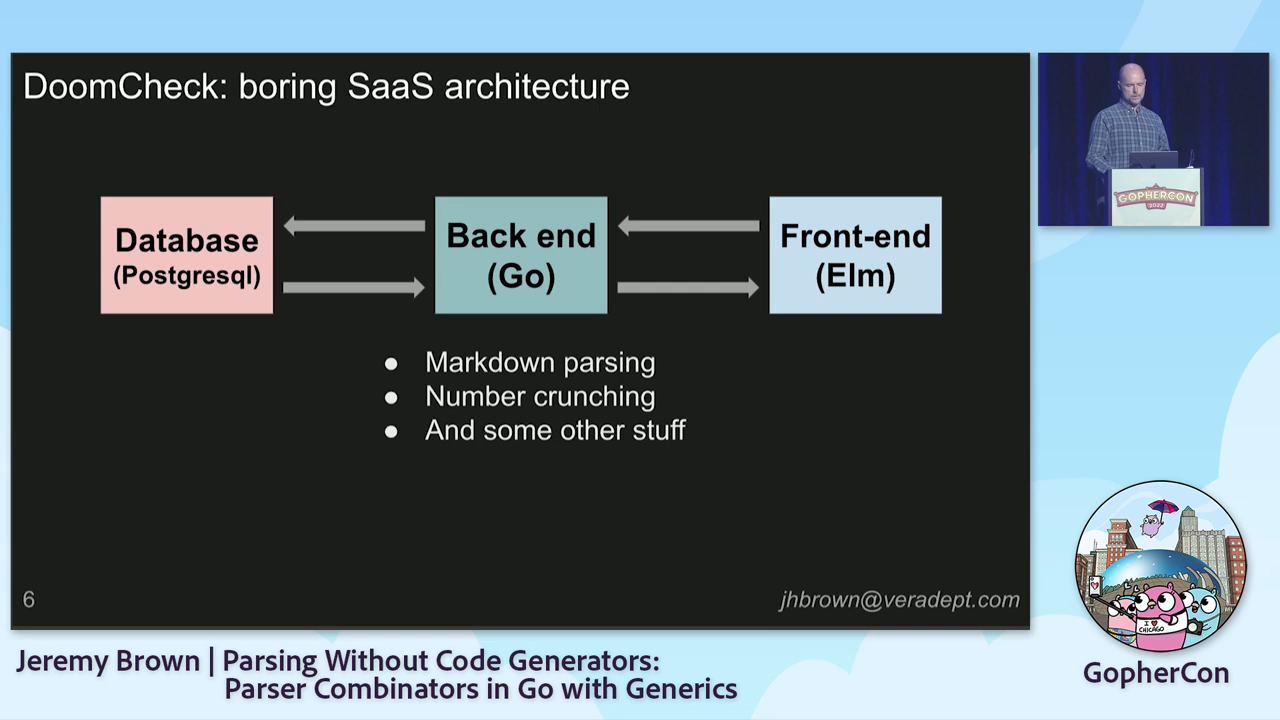 DoomCheck: boring SaaS architecture
Database
(Postgresql)
Back end
(Go)
Front-end
(Elm)
● Markdown parsing
● Number crunching
● And some other stuff
6
jhbrown@veradept.com
GOPHERCON
2022
I ♥
CHICAGO
Jeremy Brown | Parsing Without Code Generators:
Parser Combinators in Go with Generics
GopherCon